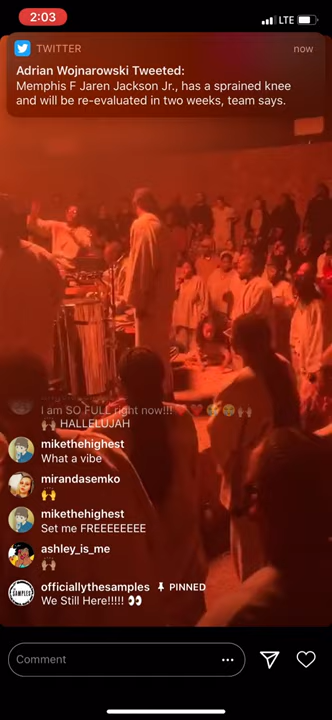 2:03
LTE
TWITTER
now
Adrian Wojnarowski Tweeted:
Memphis F Jaren Jackson Jr., has a sprained knee
and will be re-evaluated in two weeks, team says.
I am SO FULL right now!!! ❤️😭😭🙌🏽
🙌🏽 HALLELUJAH
mikethehighest
What a vibe
mirandasemko
🙌
mikethehighest
Set me FREEEEEEEE
ashley_is_me
🙌🏽
THE SAMPLES
officiallythesamples PINNED
We Still Here!!!!! 👀
Comment